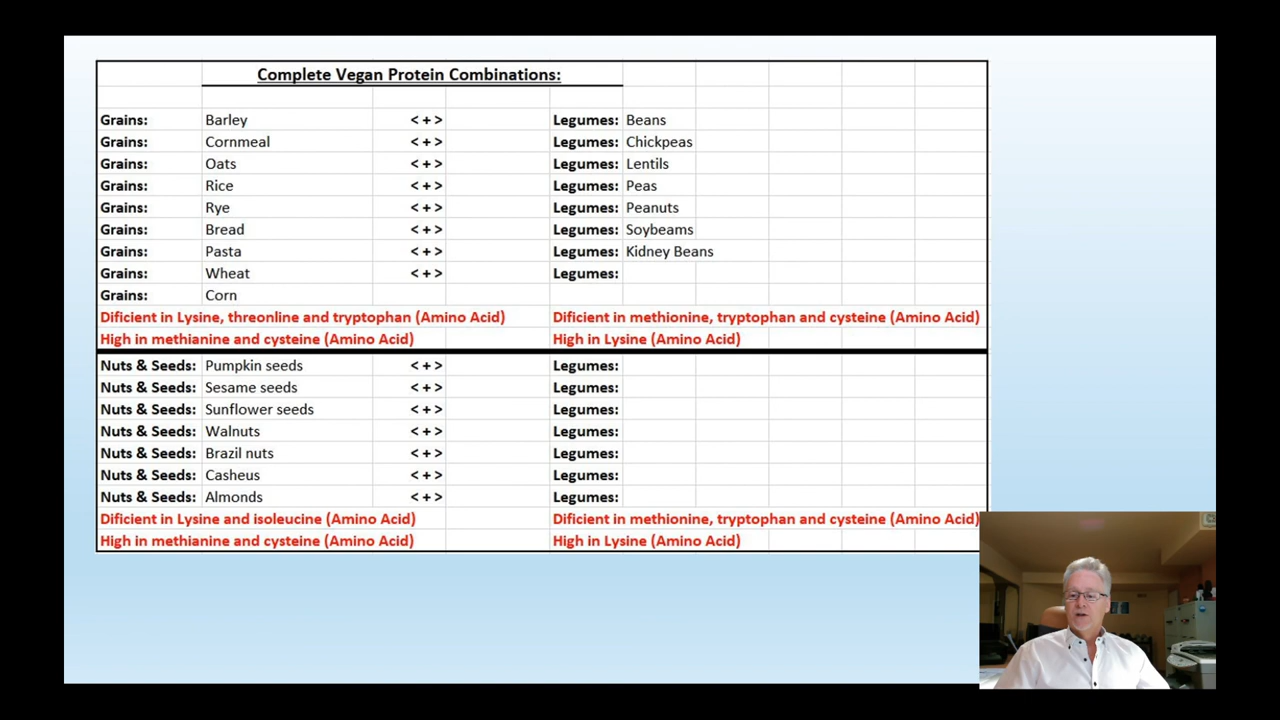 Complete Vegan Protein Combinations:
Grains: Barley < + > Legumes: Beans
Grains: Cornmeal < + > Legumes: Chickpeas
Grains: Oats < + > Legumes: Lentils
Grains: Rice < + > Legumes: Peas
Grains: Rye < + > Legumes: Peanuts
Grains: Bread < + > Legumes: Soybeams
Grains: Pasta < + > Legumes: Kidney Beans
Grains: Wheat < + > Legumes:
Grains: Corn
Dificient in Lysine, threonline and tryptophan (Amino Acid) Dificient in methionine, tryptophan and cysteine (Amino Acid)
High in methianine and cysteine (Amino Acid) High in Lysine (Amino Acid)
Nuts & Seeds: Pumpkin seeds < + > Legumes:
Nuts & Seeds: Sesame seeds < + > Legumes:
Nuts & Seeds: Sunflower seeds < + > Legumes:
Nuts & Seeds: Walnuts < + > Legumes:
Nuts & Seeds: Brazil nuts < + > Legumes:
Nuts & Seeds: Casheus < + > Legumes:
Nuts & Seeds: Almonds < + > Legumes:
Dificient in Lysine and isoleucine (Amino Acid) Dificient in methionine, tryptophan and cysteine (Amino Acid)
High in methianine and cysteine (Amino Acid) High in Lysine (Amino Acid)